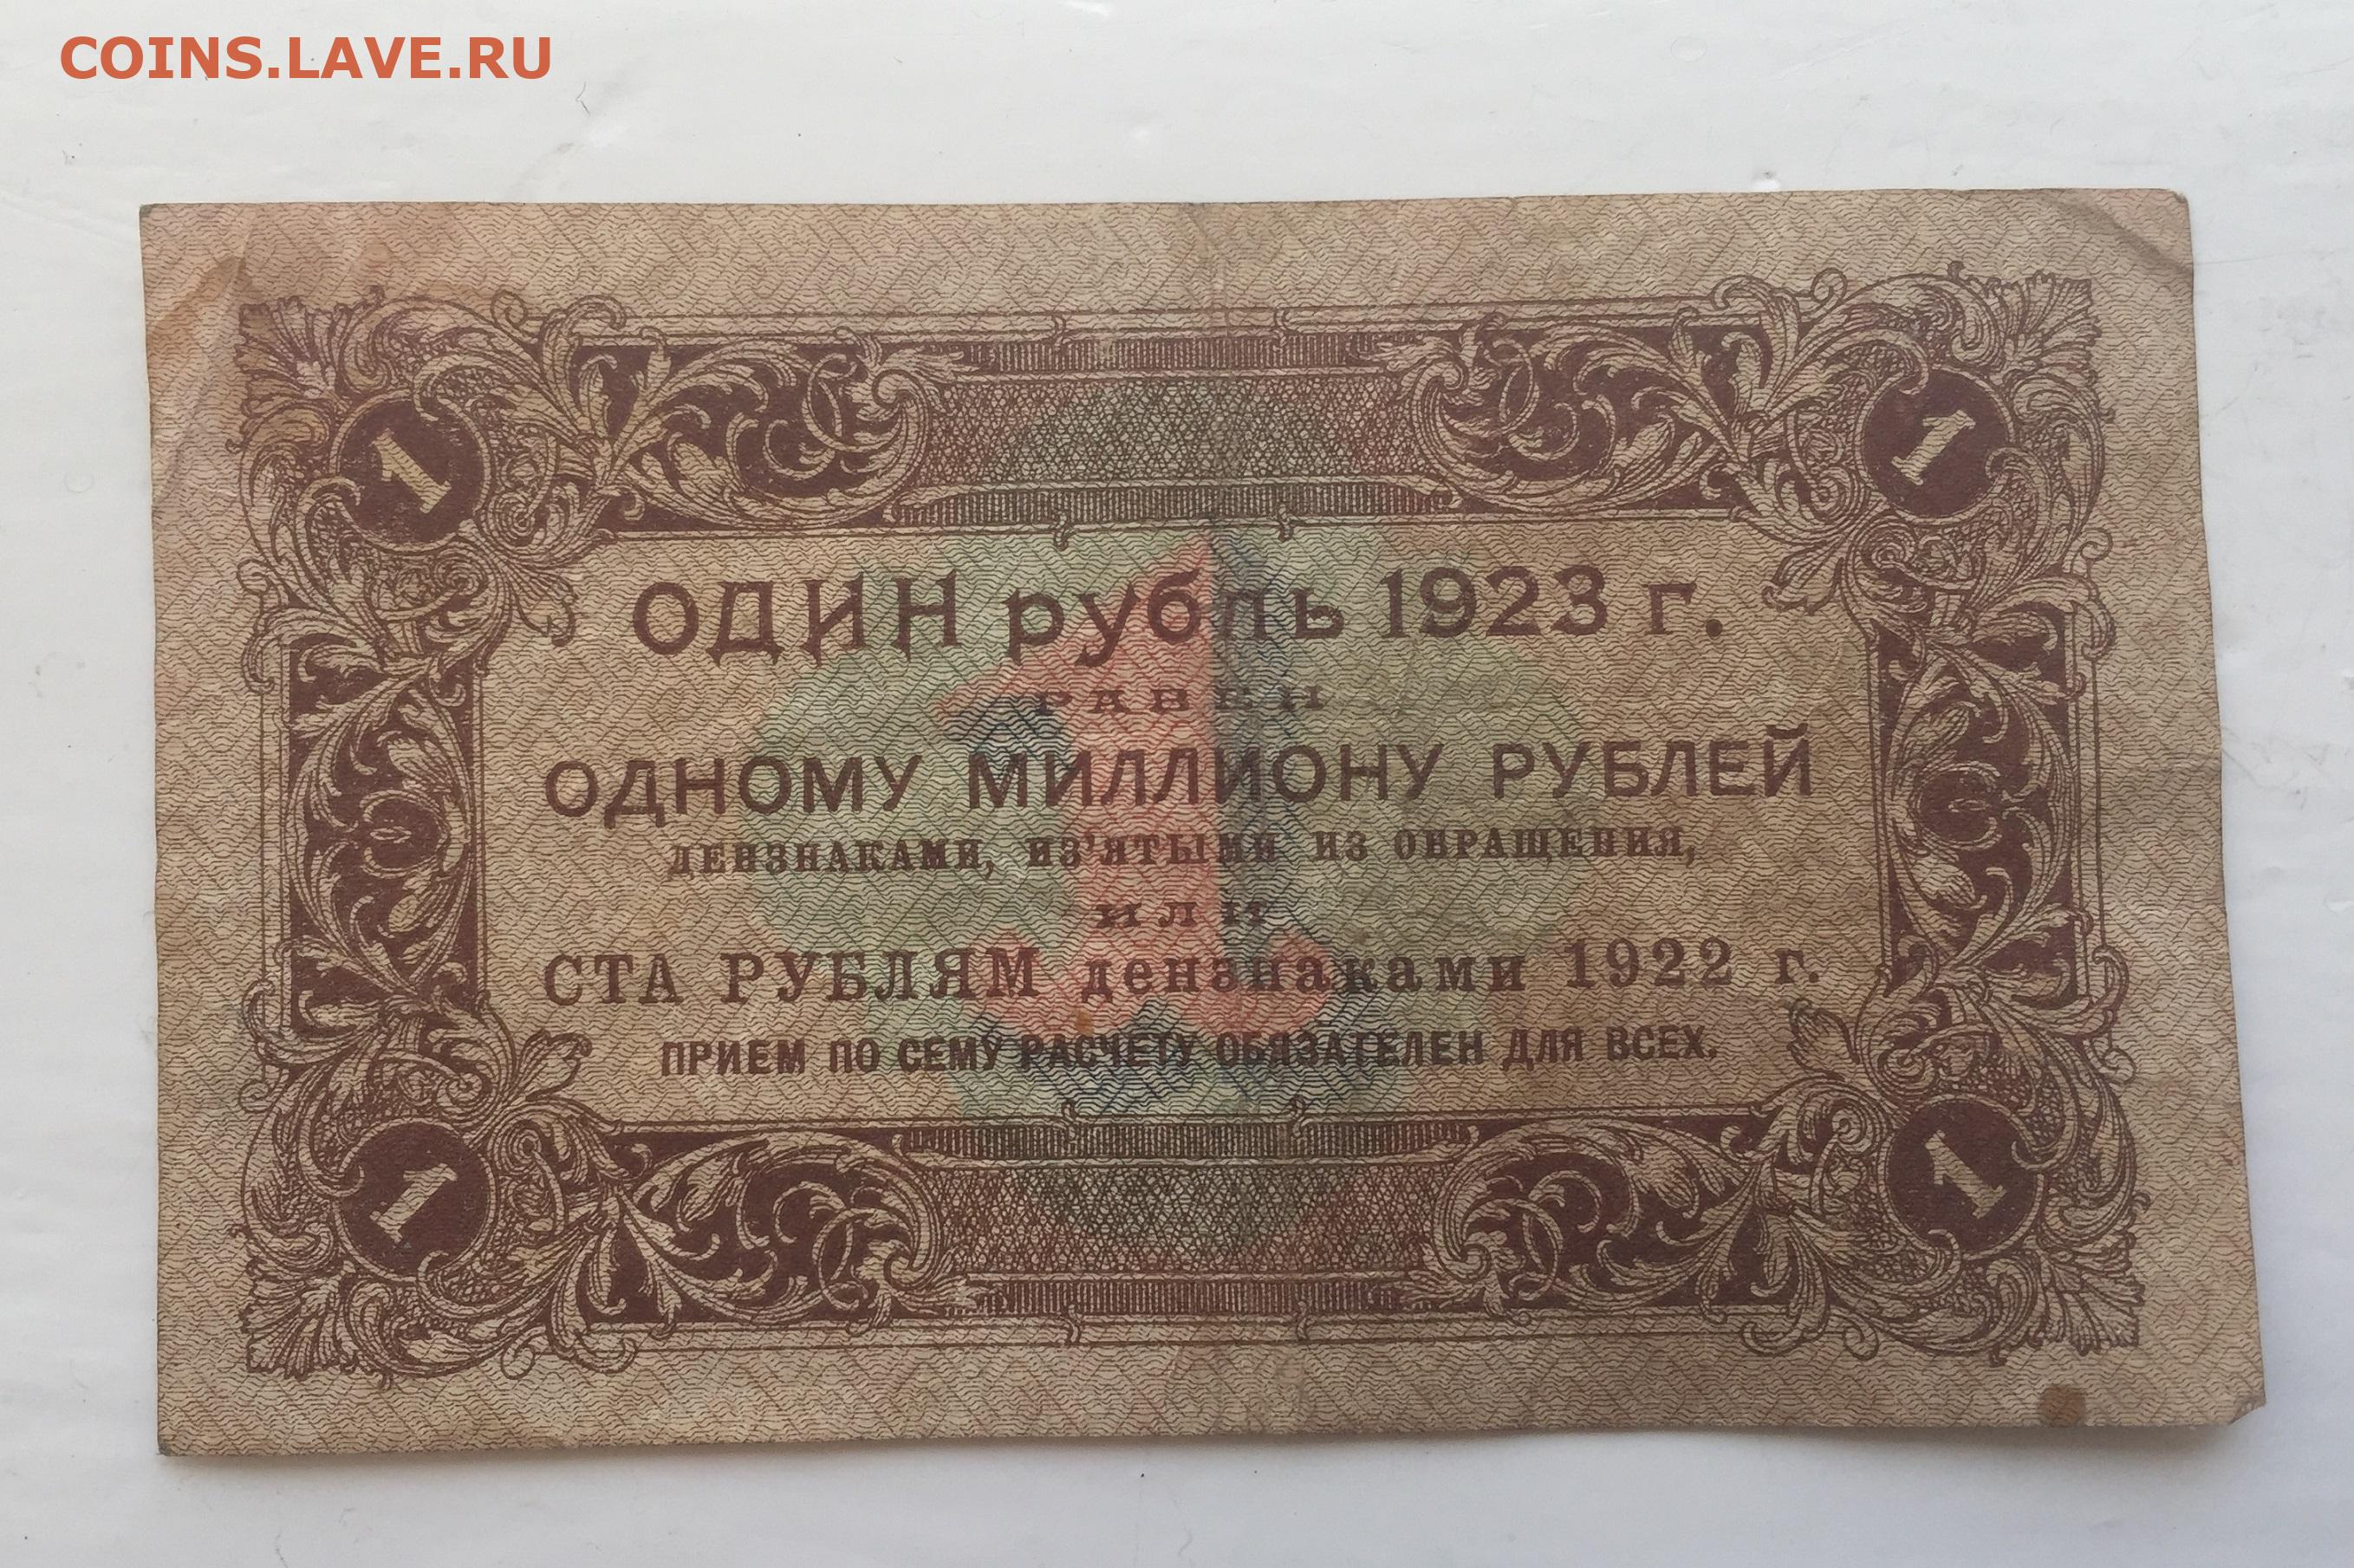 COINS.LAVE.RU
1 1
ОДИН рубль 1923 г.
РАВЕН
ОДНОМУ МИЛЛИОНУ РУБЛЕЙ
ДЕНЗНАКАМИ, ИЗ'ЯТЫМИ ИЗ ОБРАЩЕНИЯ,
ИЛИ
СТА РУБЛЯМ дензнаками 1922 г.
ПРИЕМ ПО СЕМУ РАСЧЕТУ ОБЯЗАТЕЛЕН ДЛЯ ВСЕХ.
1
1 1